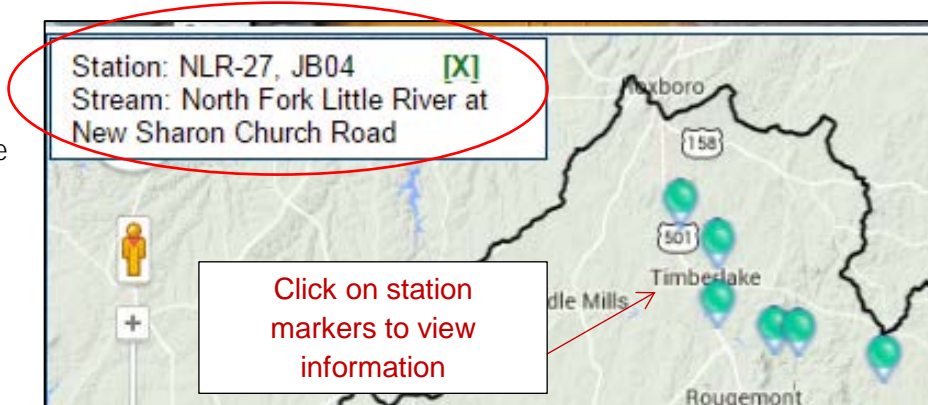 Station: NLR-27, JB04 [X]
Stream: North Fork Little River at
New Sharon Church Road
e
158
501
Timberlake
dle Mills
Click on station
markers to view
information
+
Rougemont